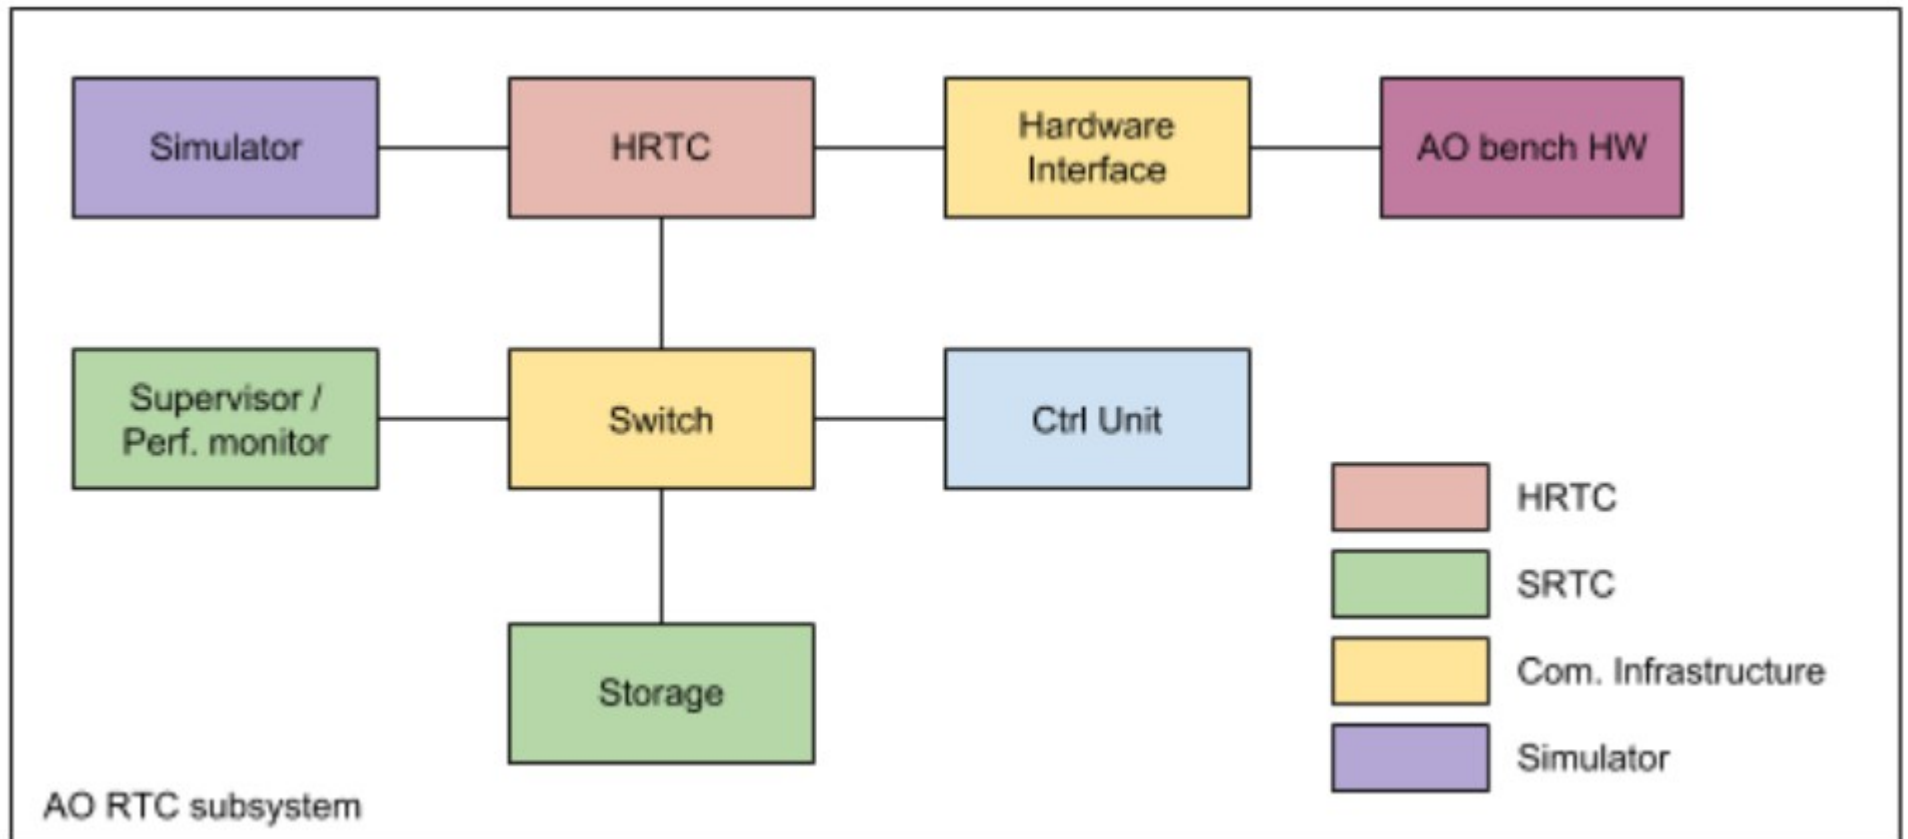 Simulator
HRTC
Hardware
Interface
AO bench HW
Supervisor /
Perf. monitor
Switch
Ctrl Unit
Storage
HRTC
SRTC
Com. Infrastructure
Simulator
AO RTC subsystem